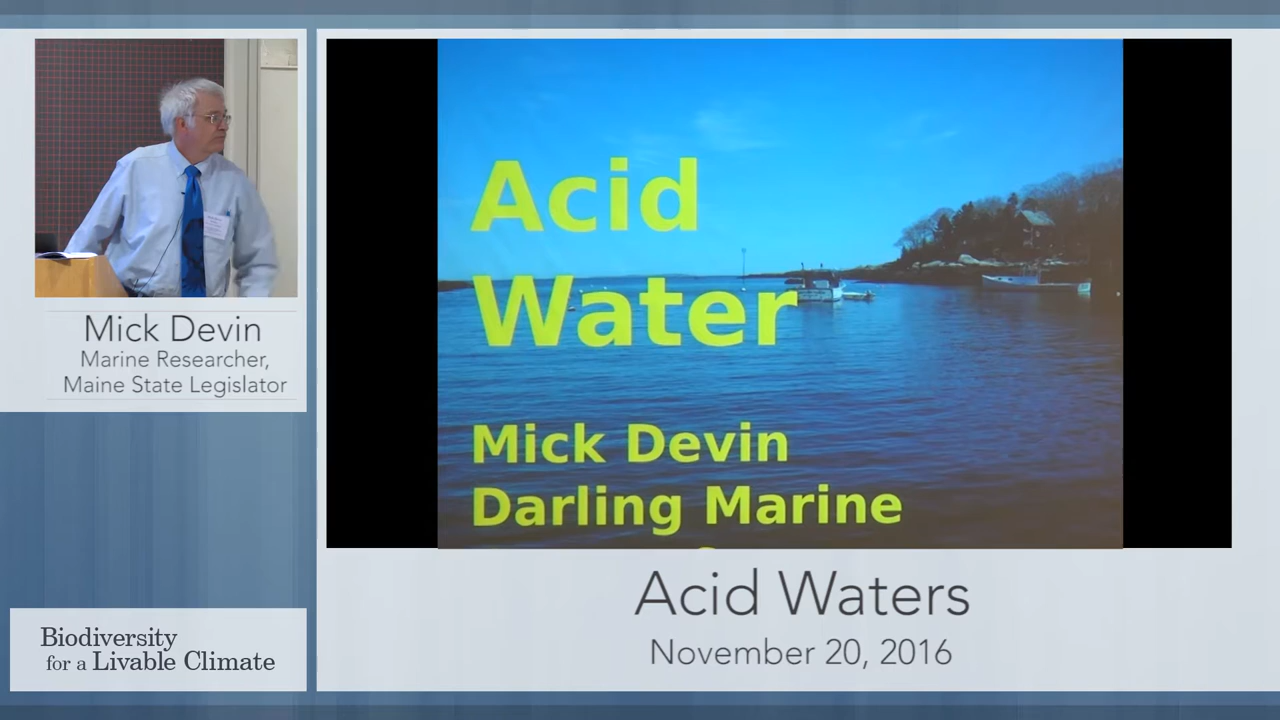 Mick Devin
Marine Researcher,
Maine State Legislator
Biodiversity
for a Livable Climate
Acid
Water
Mick Devin
Darling Marine
Acid Waters
November 20, 2016